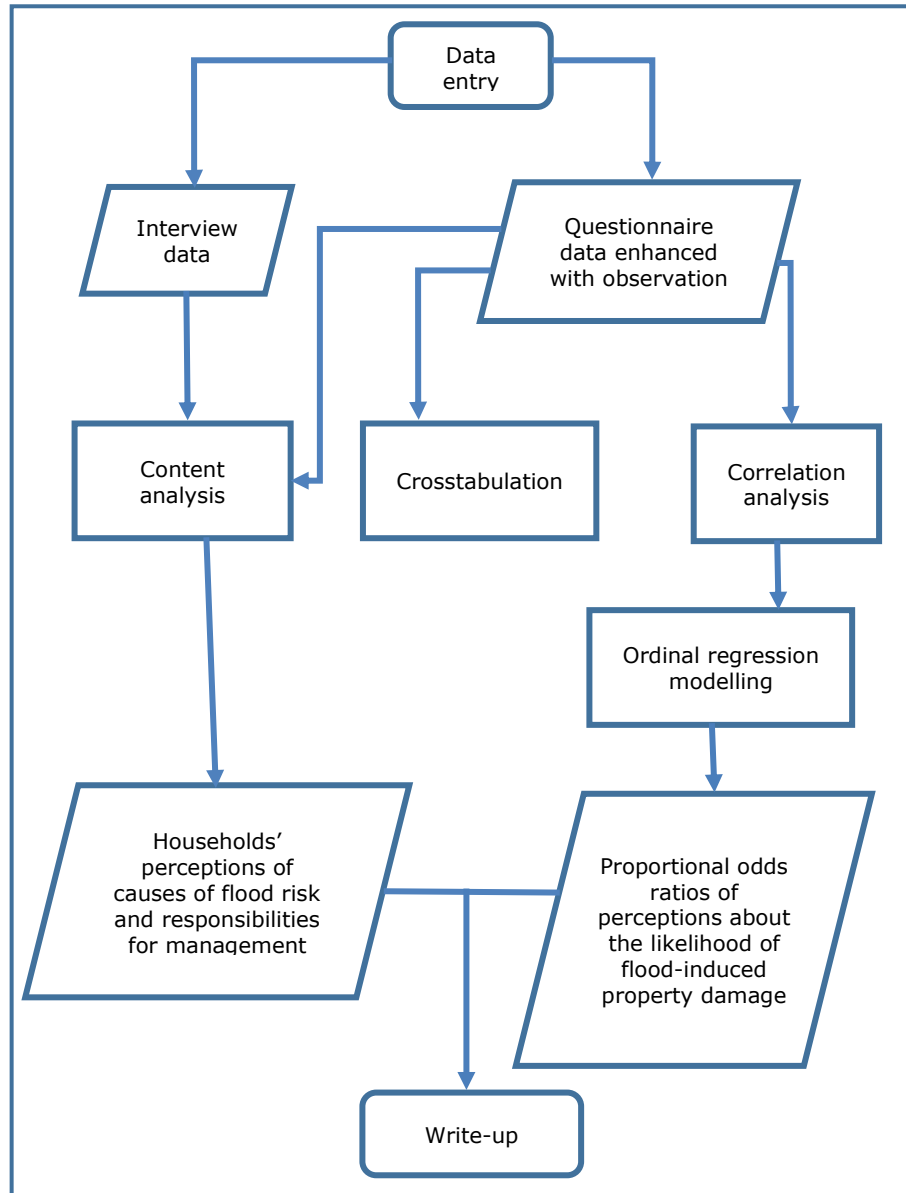 Data
entry
Interview
data
Questionnaire
data enhanced
with observation
Content
analysis
Crosstabulation
Correlation
analysis
Ordinal regression
modelling
Households’
perceptions of
causes of flood risk
and responsibilities
for management
Proportional odds
ratios of
perceptions about
the likelihood of
flood-induced
property damage
Write-up